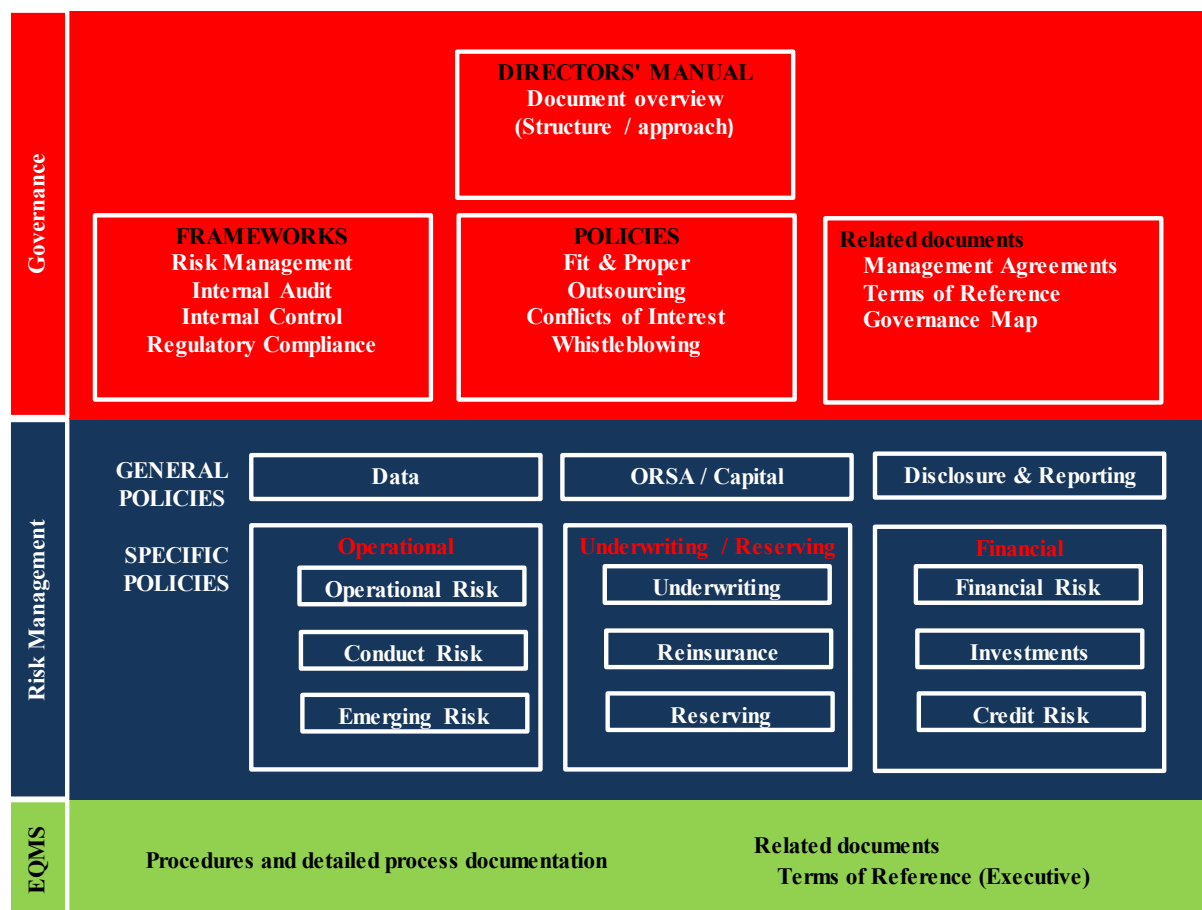 Governance
DIRECTORS' MANUAL
Document overview
(Structure / approach)
FRAMEWORKS
Risk Management
Internal Audit
Internal Control
Regulatory Compliance
POLICIES
Fit & Proper
Outsourcing
Conflicts of Interest
Whistleblowing
Related documents
Management Agreements
Terms of Reference
Governance Map
Risk Management
GENERAL
POLICIES
Data
ORSA / Capital
Disclosure & Reporting
SPECIFIC
POLICIES
Operational
Operational Risk
Conduct Risk
Emerging Risk
Underwriting / Reserving
Underwriting
Reinsurance
Reserving
Financial
Financial Risk
Investments
Credit Risk
EQMS
Procedures and detailed process documentation
Related documents
Terms of Reference (Executive)